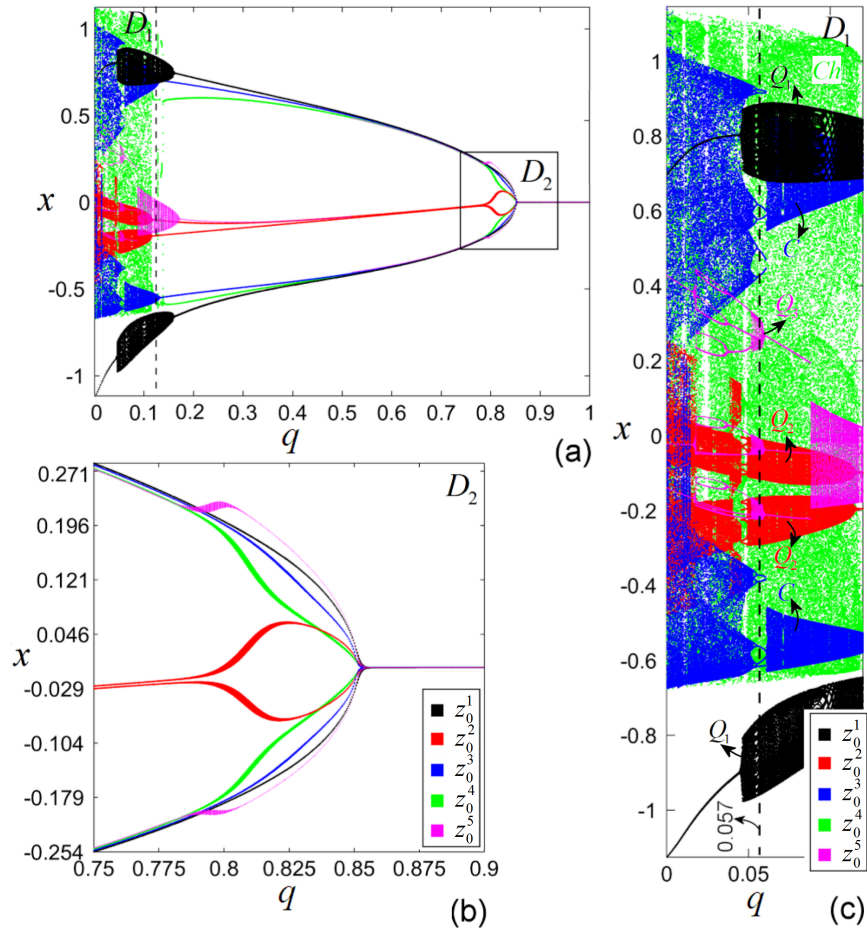 D₁
1
0.5
0
-0.5
-1
x
D₂
0 0.1 0.2 0.3 0.4 0.5 0.6 0.7 0.8 0.9 1
q
(a)
0.271
0.196
0.121
0.046
-0.029
-0.104
-0.179
-0.254
x
D₂
z₀¹
z₀²
z₀³
z₀⁴
z₀⁵
0.75 0.775 0.8 0.825 0.85 0.875 0.9
q
(b)
D₁
Ch
Q₁
1
0.8
0.6
0.4
0.2
0
-0.2
-0.4
-0.6
-0.8
-1
x
C
Q
Q₂
Q₂
C
Q₁
0.057
z₀¹
z₀²
z₀³
z₀⁴
z₀⁵
0 0.05
q
(c)